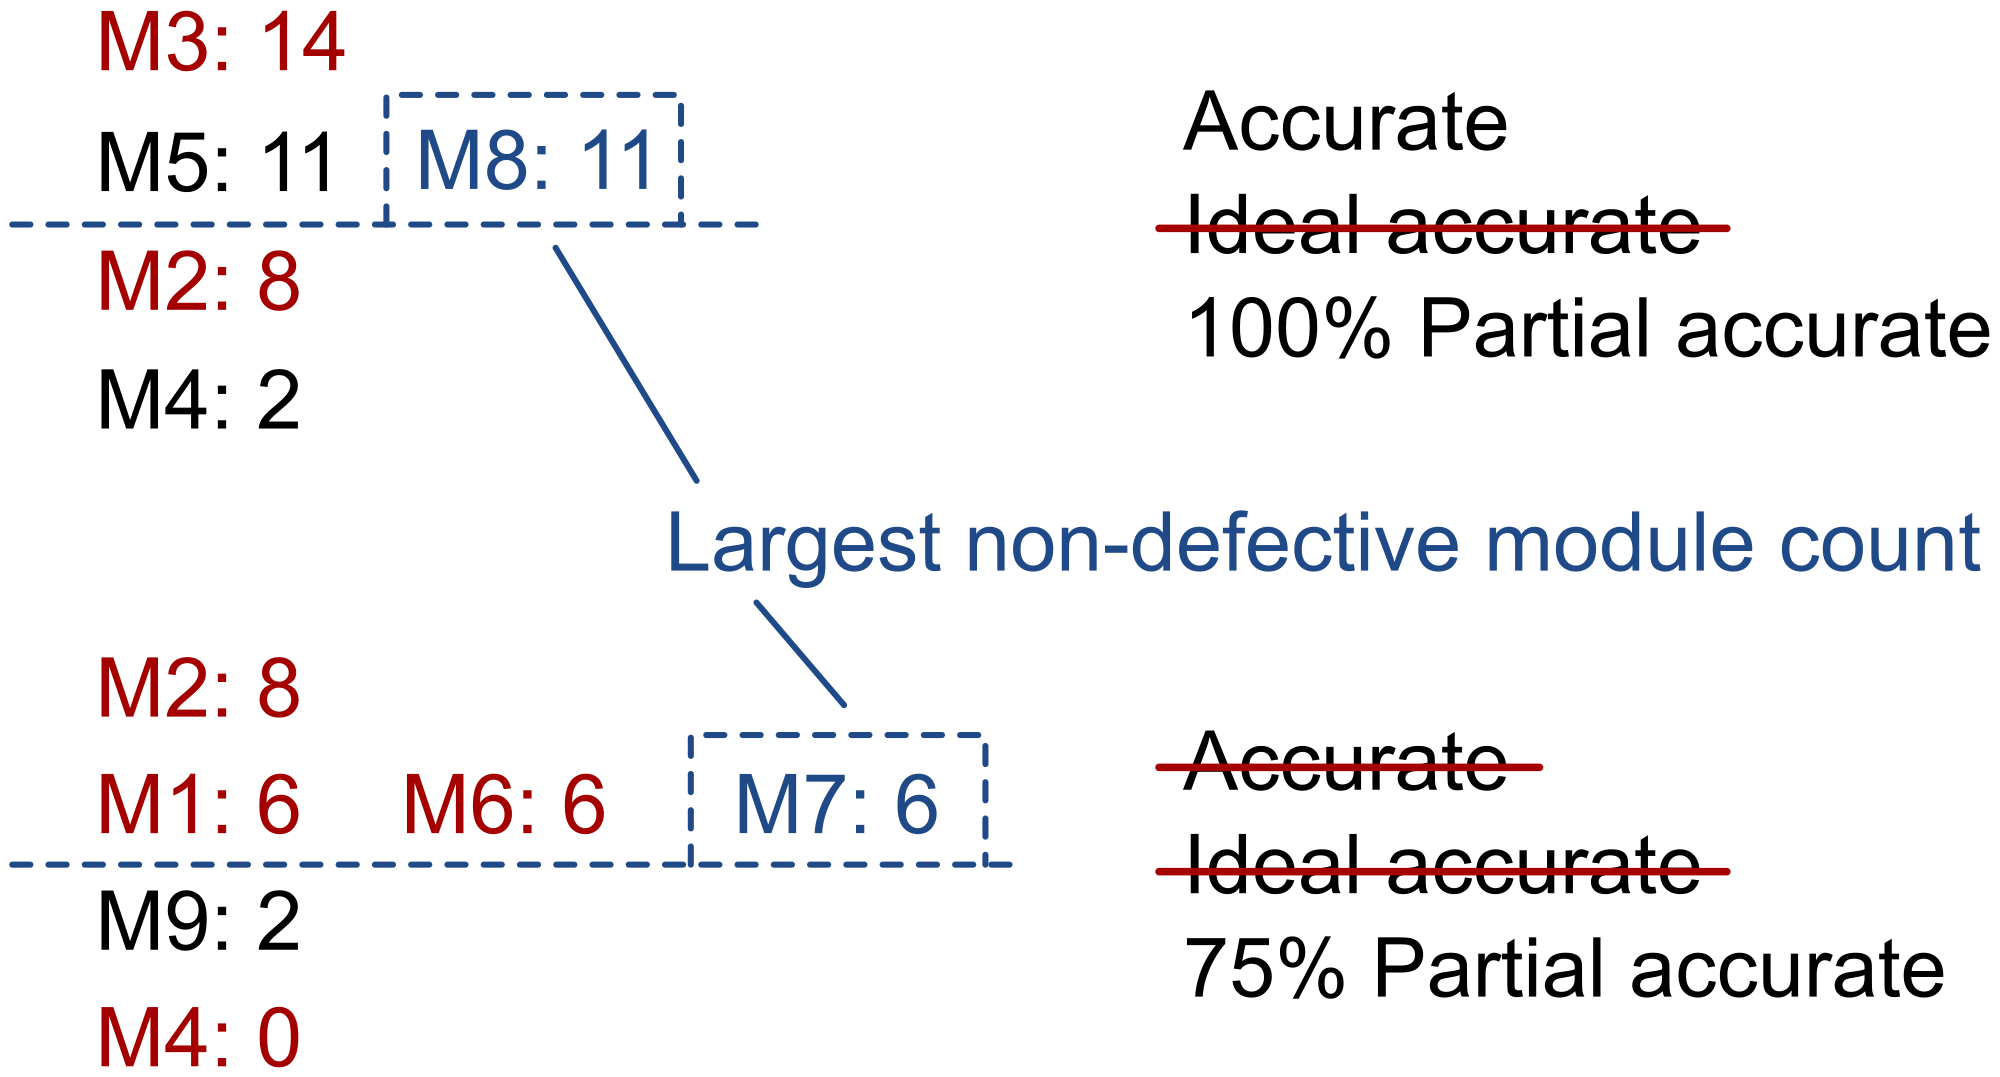 M3: 14
M5: 11 M8: 11
M2: 8
M4: 2
Accurate
Ideal accurate
100% Partial accurate
Largest non-defective module count
M2: 8
M1: 6 M6: 6 M7: 6
M9: 2
M4: 0
Accurate
Ideal accurate
75% Partial accurate